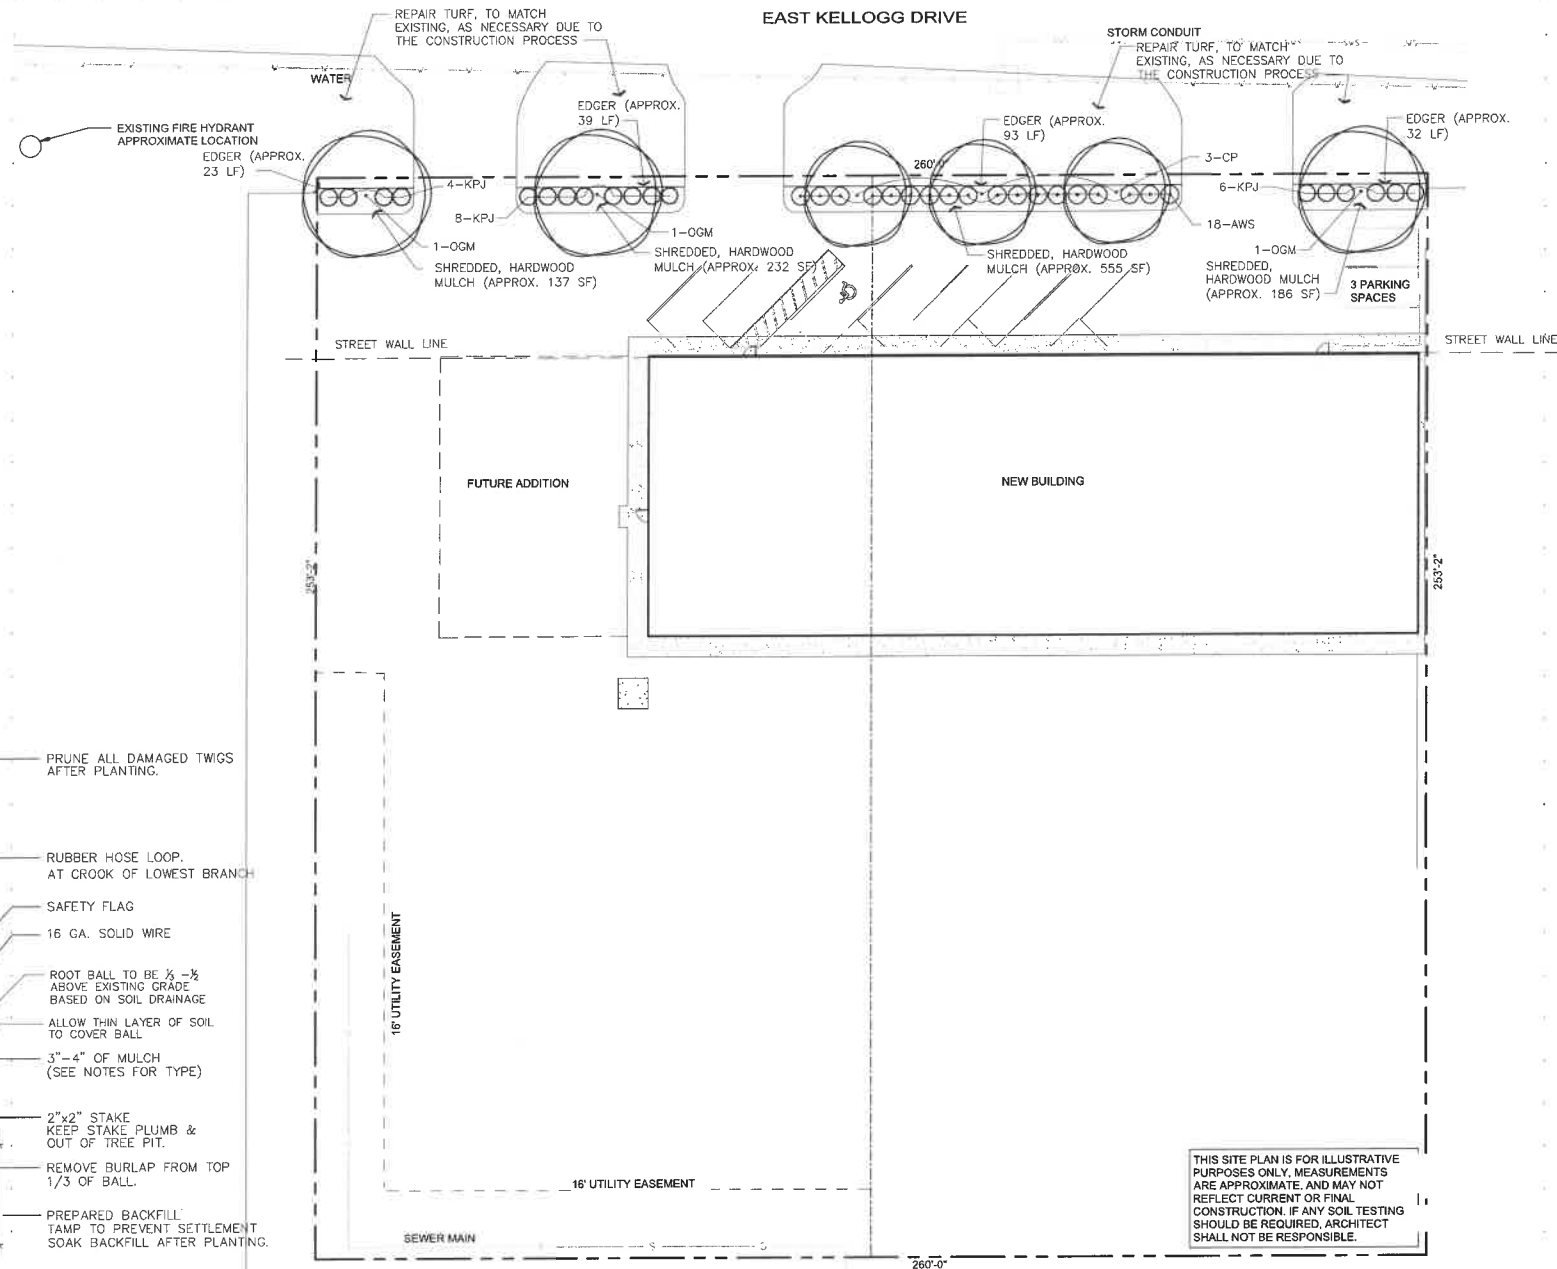 EAST KELLOGG DRIVE
REPAIR TURF, TO MATCH
EXISTING, AS NECESSARY DUE TO
THE CONSTRUCTION PROCESS
STORM CONDUIT
REPAIR TURF, TO MATCH
EXISTING, AS NECESSARY DUE TO
THE CONSTRUCTION PROCESS
WATER
EXISTING FIRE HYDRANT
APPROXIMATE LOCATION
EDGER (APPROX.
23 LF)
EDGER (APPROX.
39 LF)
EDGER (APPROX.
93 LF)
EDGER (APPROX.
32 LF)
260'-0"
3-CP
4-KPJ
8-KPJ
6-KPJ
18-AWS
1-OGM
SHREDDED, HARDWOOD
MULCH (APPROX. 137 SF)
1-OGM
SHREDDED, HARDWOOD
MULCH (APPROX. 232 SF)
SHREDDED, HARDWOOD
MULCH (APPROX. 555 SF)
1-OGM
SHREDDED,
HARDWOOD MULCH
(APPROX. 186 SF)
3 PARKING
SPACES
STREET WALL LINE
STREET WALL LINE
FUTURE ADDITION
NEW BUILDING
253'-2"
253'-2"
PRUNE ALL DAMAGED TWIGS
AFTER PLANTING.
RUBBER HOSE LOOP.
AT CROOK OF LOWEST BRANCH
SAFETY FLAG
16 GA. SOLID WIRE
ROOT BALL TO BE ⅓ -½
ABOVE EXISTING GRADE
BASED ON SOIL DRAINAGE
ALLOW THIN LAYER OF SOIL
TO COVER BALL
3"-4" OF MULCH
(SEE NOTES FOR TYPE)
2"x2" STAKE
KEEP STAKE PLUMB &
OUT OF TREE PIT.
REMOVE BURLAP FROM TOP
1/3 OF BALL.
PREPARED BACKFILL
TAMP TO PREVENT SETTLEMENT
SOAK BACKFILL AFTER PLANTING.
16' UTILITY EASEMENT
16' UTILITY EASEMENT
SEWER MAIN
S
260'-0"
THIS SITE PLAN IS FOR ILLUSTRATIVE
PURPOSES ONLY, MEASUREMENTS
ARE APPROXIMATE. AND MAY NOT
REFLECT CURRENT OR FINAL
CONSTRUCTION. IF ANY SOIL TESTING
SHOULD BE REQUIRED, ARCHITECT
SHALL NOT BE RESPONSIBLE.